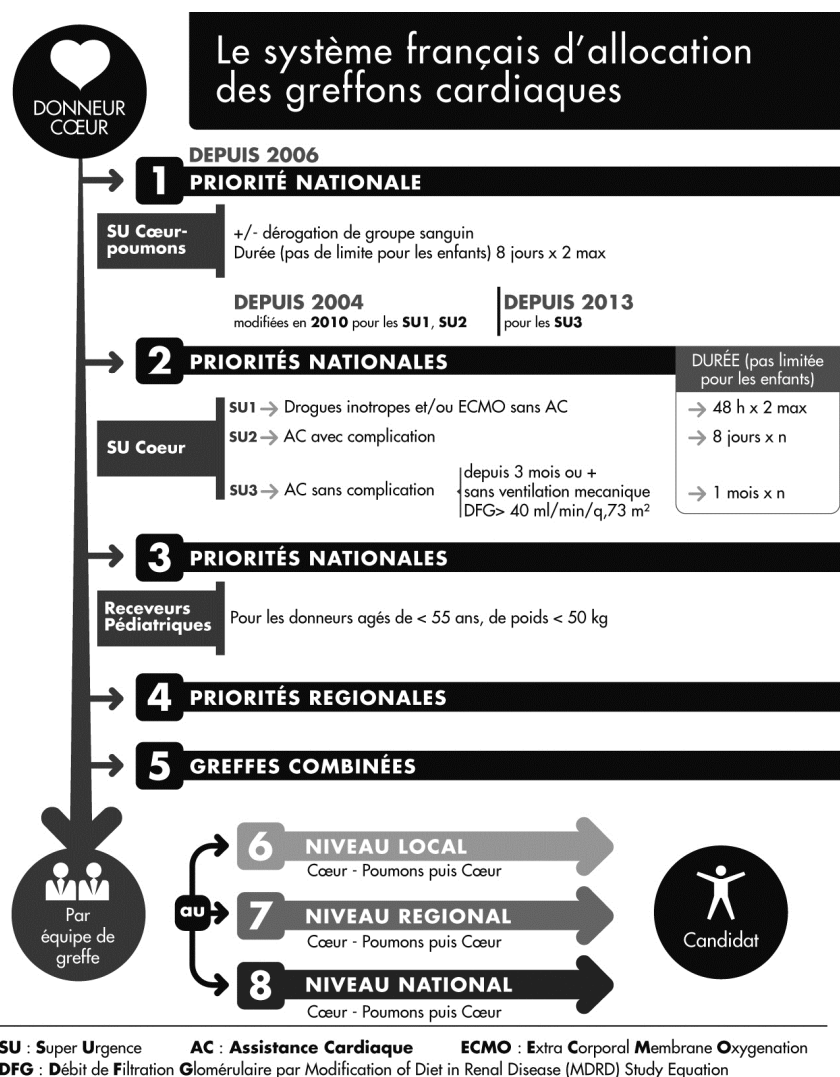 DONNEUR
CŒUR
Le système français d'allocation
des greffons cardiaques
DEPUIS 2006
1 PRIORITÉ NATIONALE
SU Cœur-
poumons
+/- dérogation de groupe sanguin
Durée (pas de limite pour les enfants) 8 jours x 2 max
DEPUIS 2004
modifiées en 2010 pour les SU1, SU2
DEPUIS 2013
pour les SU3
2 PRIORITÉS NATIONALES
DURÉE (pas limitée
pour les enfants)
SU Coeur
SU1 → Drogues inotropes et/ou ECMO sans AC
→ 48 h x 2 max
SU2 → AC avec complication
→ 8 jours x n
SU3 → AC sans complication
depuis 3 mois ou +
sans ventilation mecanique
DFG> 40 ml/min/q,73 m²
→ 1 mois x n
3 PRIORITÉS NATIONALES
Receveurs
Pédiatriques
Pour les donneurs agés de < 55 ans, de poids < 50 kg
4 PRIORITÉS REGIONALES
5 GREFFES COMBINÉES
Par
équipe de
greffe
au
6 NIVEAU LOCAL
Cœur - Poumons puis Cœur
7 NIVEAU REGIONAL
Cœur - Poumons puis Cœur
8 NIVEAU NATIONAL
Cœur - Poumons puis Cœur
Candidat
SU : Super Urgence AC : Assistance Cardiaque ECMO : Extra Corporal Membrane Oxygenation
DFG : Débit de Filtration Glomérulaire par Modification of Diet in Renal Disease (MDRD) Study Equation